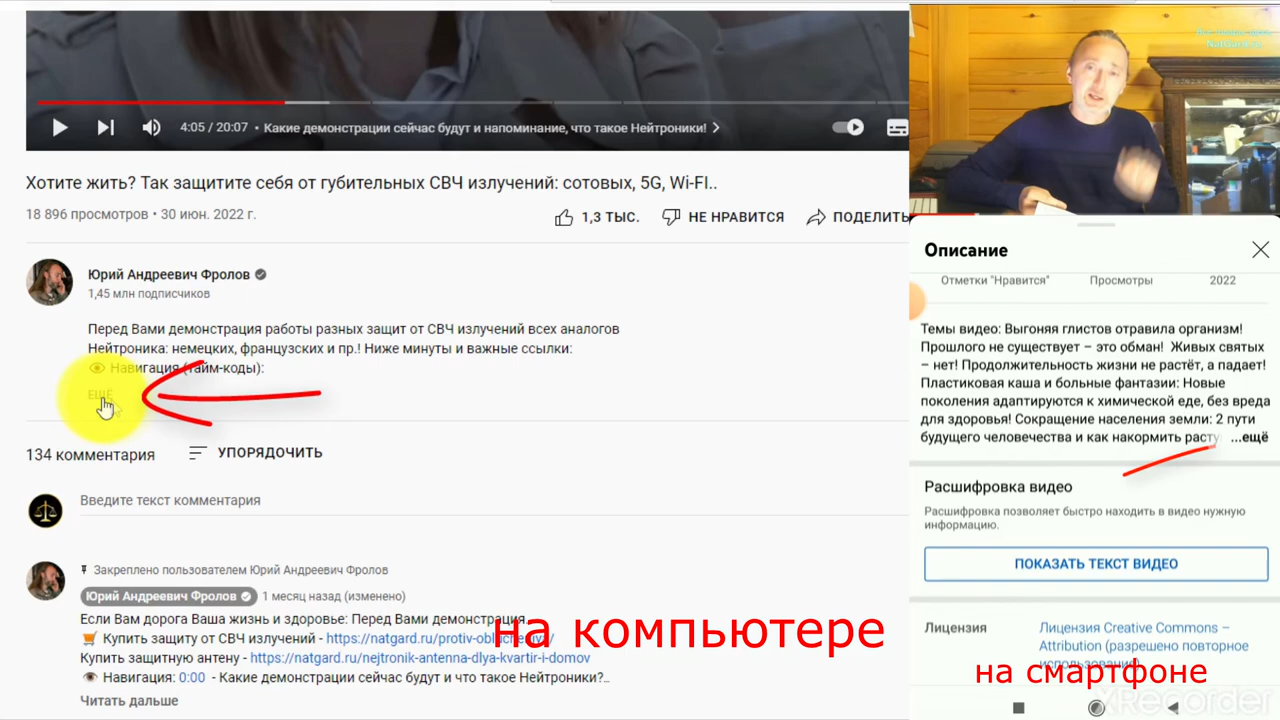 4:05 / 20:07 • Какие демонстрации сейчас будут и напоминание, что такое Нейтроники!
Хотите жить? Так защитите себя от губительных СВЧ излучений: сотовых, 5G, Wi-FI..
18 896 просмотров • 30 июн. 2022 г.
1,3 ТЫС.
НЕ НРАВИТСЯ
ПОДЕЛИТЬ
Юрий Андреевич Фролов
1,45 млн подписчиков
Перед Вами демонстрация работы разных защит от СВЧ излучений всех аналогов
Нейтроника: немецких, французских и пр.! Ниже минуты и важные ссылки:
Навигация (тайм-коды):
ЕЩЁ
134 комментария
УПОРЯДОЧИТЬ
Введите текст комментария
Закреплено пользователем Юрий Андреевич Фролов
Юрий Андреевич Фролов
1 месяц назад (изменено)
Если Вам дорога Ваша жизнь и здоровье: Перед Вами демонстрация..
Купить защиту от СВЧ излучений - https://natgard.ru/protiv-obl
Купить защитную антену - https://natgard.ru/nejtronik-antenna-dlya-kvartir-i-domov
Навигация: 0:00 - Какие демонстрации сейчас будут и что такое Нейтроники?..
Читать дальше
на компьютере
NatGard.ru
Описание
Отметки "Нравится"
Просмотры
2022
Темы видео: Выгоняя глистов отравила организм!
Прошлого не существует – это обман! Живых святых
– нет! Продолжительность жизни не растёт, а падает!
Пластиковая каша и больные фантазии: Новые
поколения адаптируются к химической еде, без вреда
для здоровья! Сокращение населения земли: 2 пути
будущего человечества и как накормить расту ...ещё
Расшифровка видео
Расшифровка позволяет быстро находить в видео нужную
информацию.
ПОКАЗАТЬ ТЕКСТ ВИДЕО
Лицензия
Лицензия Creative Commons –
Attribution (разрешено повторное
использование)
на смартфоне
XRecorder